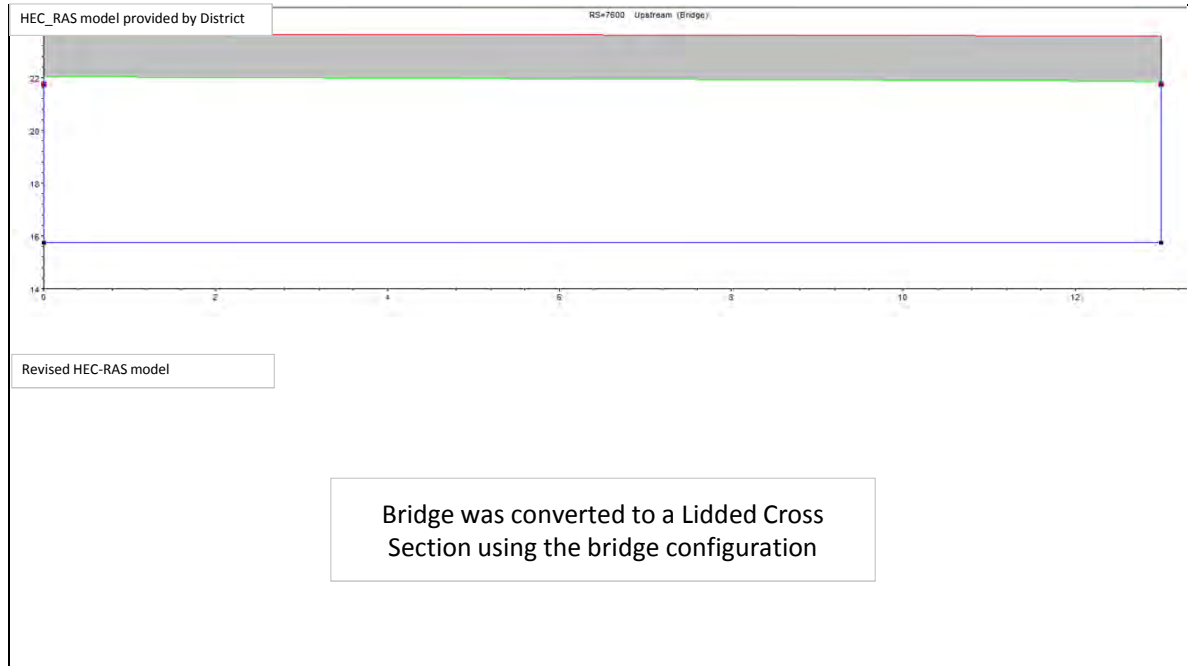 HEC_RAS model provided by District
RS=7600 Upstream (Bridge)
22
20
18
16
14
0 2 4 6 8 10 12
Revised HEC-RAS model
Bridge was converted to a Lidded Cross
Section using the bridge configuration